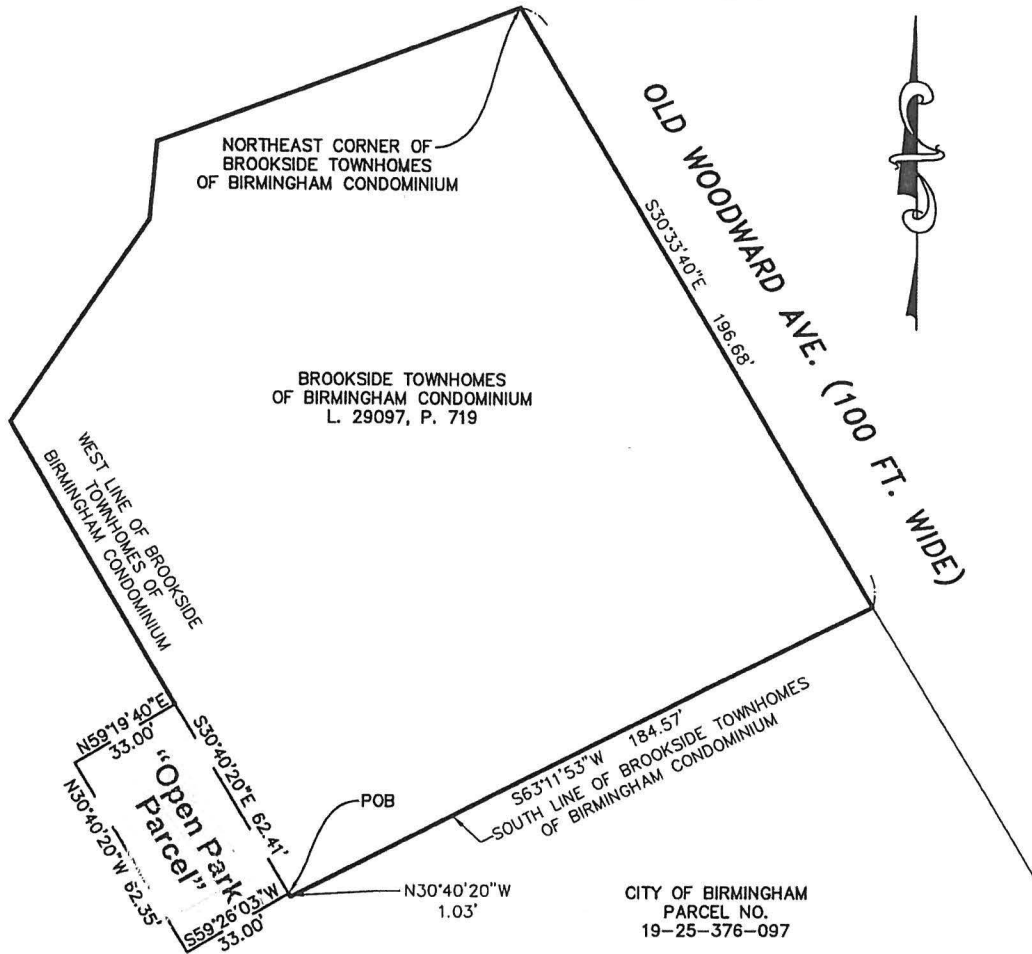 NORTHEAST CORNER OF
BROOKSIDE TOWNHOMES
OF BIRMINGHAM CONDOMINIUM
OLD WOODWARD AVE. (100 FT. WIDE)
S30°33'40"E 196.68'
BROOKSIDE TOWNHOMES
OF BIRMINGHAM CONDOMINIUM
L. 29097, P. 719
WEST LINE OF BROOKSIDE
TOWNHOMES OF
BIRMINGHAM CONDOMINIUM
N59°19'40"E
33.00'
S30°40'20"E 62.41'
"Open Park
Parcel"
N30°40'20"W 62.35'
S59°26'03"W
33.00'
POB
N30°40'20"W
1.03'
S63°11'53"W 184.57'
SOUTH LINE OF BROOKSIDE TOWNHOMES
OF BIRMINGHAM CONDOMINIUM
CITY OF BIRMINGHAM
PARCEL NO.
19-25-376-097